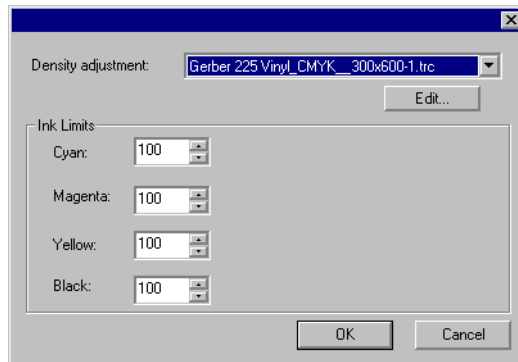 Density adjustment: Gerber 225 Vinyl_CMYK__300x600-1.trc
Edit...
Ink Limits
Cyan: 100
Magenta: 100
Yellow: 100
Black: 100
OK Cancel